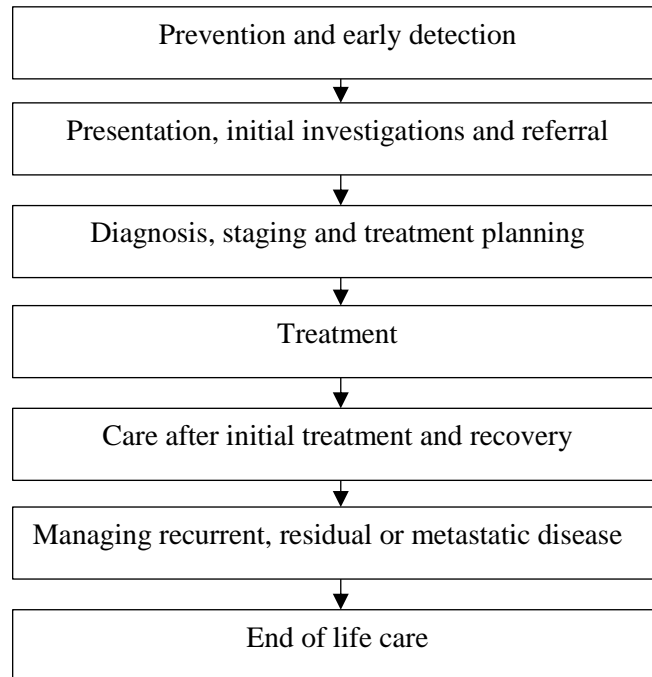 Prevention and early detection
Presentation, initial investigations and referral
Diagnosis, staging and treatment planning
Treatment
Care after initial treatment and recovery
Managing recurrent, residual or metastatic disease
End of life care